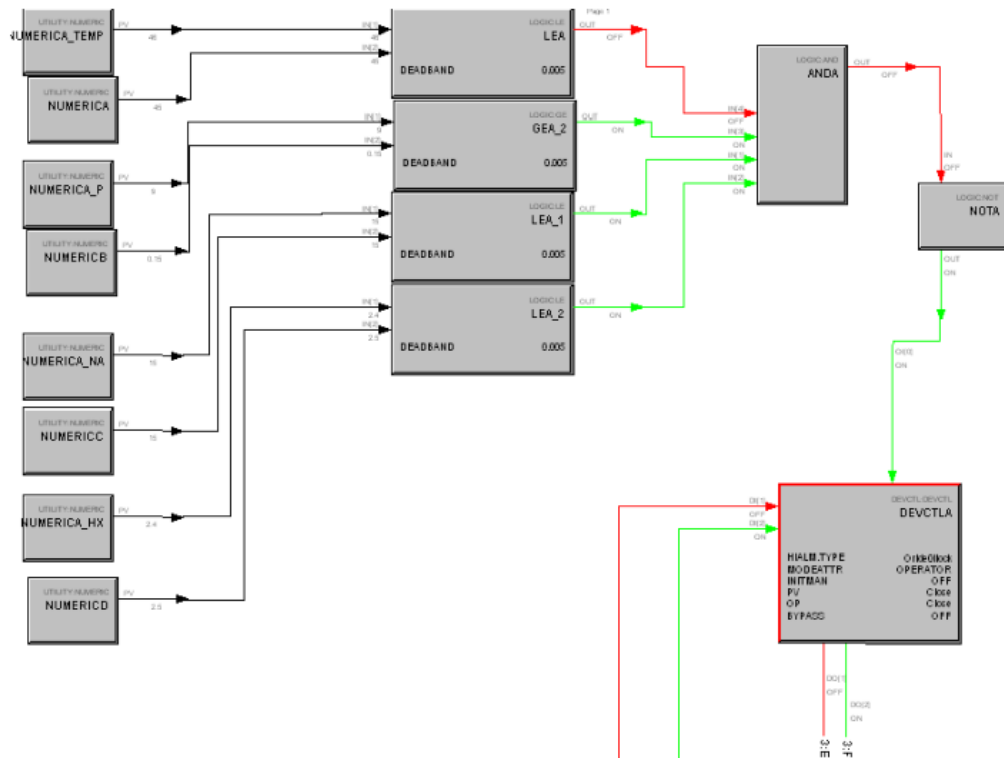 Page 1
UTILITY:NUMERIC
NUMERICA_TEMP
PV
46
UTILITY:NUMERIC
NUMERICA
PV
45
UTILITY:NUMERIC
NUMERICA_P
PV
9
UTILITY:NUMERIC
NUMERICB
PV
0.15
UTILITY:NUMERIC
NUMERICA_NA
PV
15
UTILITY:NUMERIC
NUMERICC
PV
UTILITY:NUMERIC
NUMERICA_HX
PV
2.4
UTILITY:NUMERIC
NUMERICD
PV
2.5
IN(1)
46
IN(2)
45
LOGIC:LE
LEA
DEADBAND 0.005
OUT
OFF
IN(1)
9
IN(2)
0.15
LOGIC:GE
GEA_2
DEADBAND 0.005
OUT
ON
IN(1)
15
IN(2)
LOGIC:LE
LEA_1
DEADBAND 0.005
OUT
ON
IN(1)
2.4
IN(2)
2.5
LOGIC:LE
LEA_2
DEADBAND 0.005
OUT
ON
IN(4)
OFF
IN(3)
ON
IN(1)
ON
IN(2)
ON
LOGIC:AND
ANDA
OUT
OFF
IN
OFF
LOGIC:NOT
NOTA
OUT
ON
ON
DI(1)
OFF
DI(2)
ON
DEVCTL:DEVCTL
DEVCTLA
HIALM.TYPE
MODEATTR OPERATOR
INITMAN OFF
PV Close
OP Close
BYPASS OFF
DO(1)
OFF
DO(2)
ON
3:E
3:F